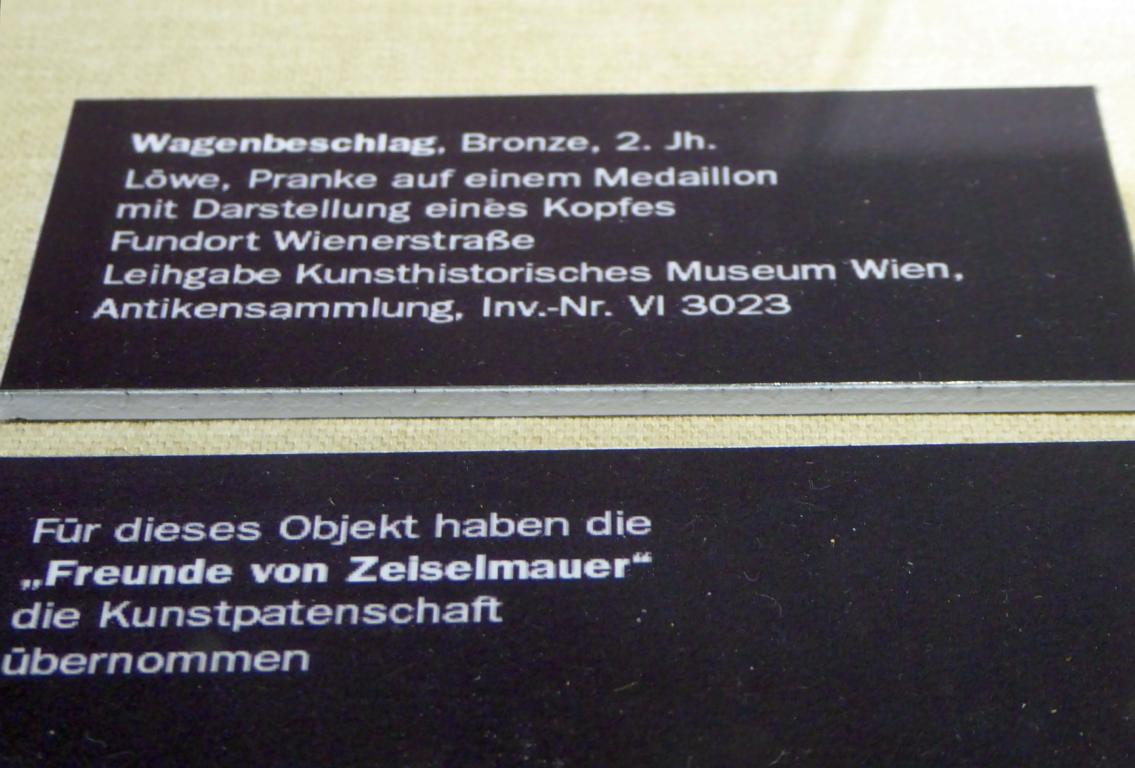 Wagenbeschlag, Bronze, 2. Jh.
Löwe, Pranke auf einem Medaillon
mit Darstellung eines Kopfes
Fundort Wienerstraße
Leihgabe Kunsthistorisches Museum Wien,
Antikensammlung, Inv.-Nr. VI 3023
Für dieses Objekt haben die
„Freunde von Zeiselmauer“
die Kunstpatenschaft
übernommen